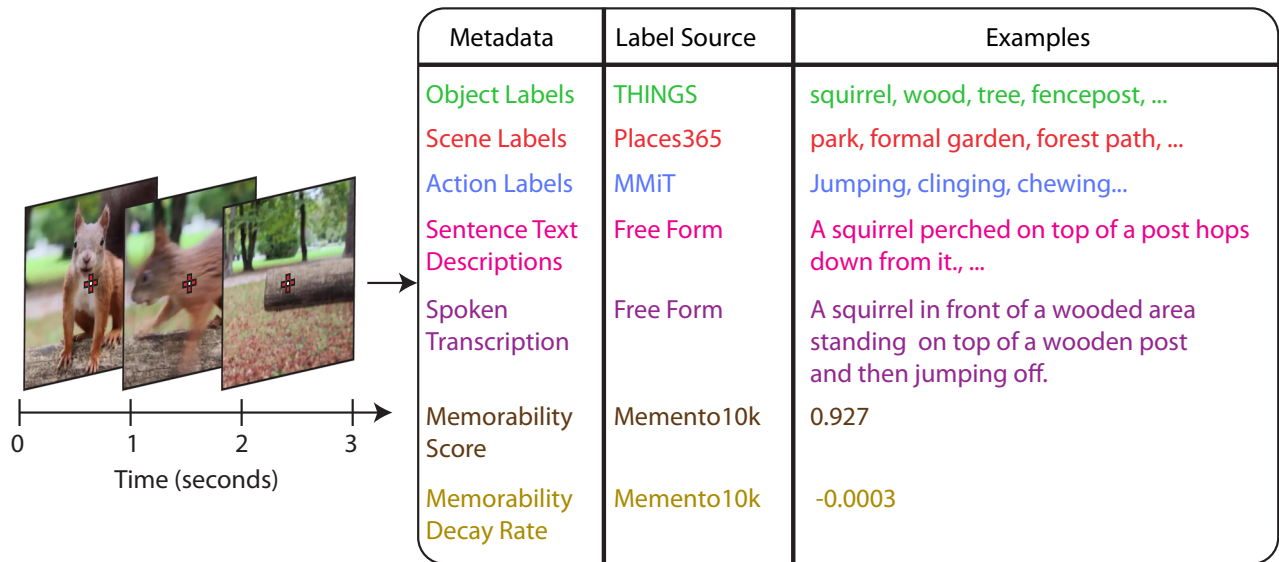 Metadata Label Source Examples
Object Labels THINGS squirrel, wood, tree, fencepost, ...
Scene Labels Places365 park, formal garden, forest path, ...
Action Labels MMiT Jumping, clinging, chewing...
Sentence Text Free Form A squirrel perched on top of a post hops
Descriptions down from it., ...
Spoken Free Form A squirrel in front of a wooded area
Transcription standing on top of a wooden post
and then jumping off.
Memorability Memento10k 0.927
Score
Memorability Memento10k -0.0003
Decay Rate
0 1 2 3
Time (seconds)